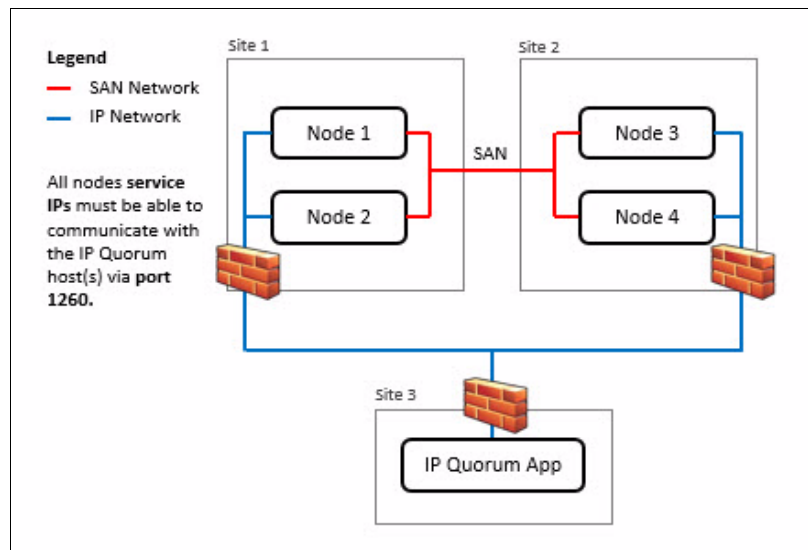 Legend
SAN Network
IP Network
All nodes service
IPs must be able to
communicate with
the IP Quorum
host(s) via port
1260.
Site 1
Node 1
Node 2
SAN
Site 2
Node 3
Node 4
Site 3
IP Quorum App